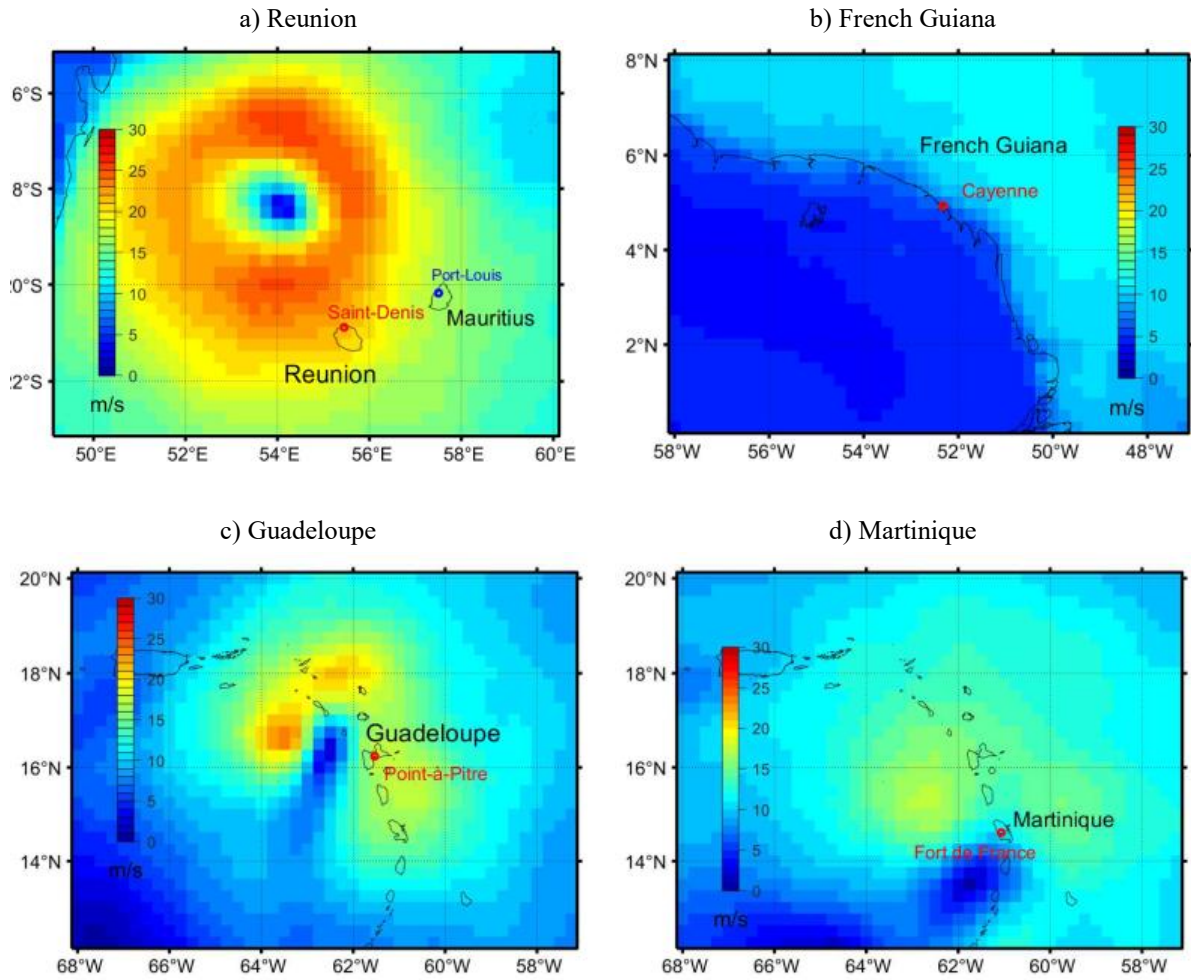 a) Reunion
b) French Guiana
6°S
8°S
0°S
2°S
30
25
20
15
10
5
0
m/s
Port-Louis
Saint-Denis
Mauritius
Reunion
50°E 52°E 54°E 56°E 58°E 60°E
8°N
6°N
4°N
2°N
French Guiana
Cayenne
30
25
20
15
10
5
0
m/s
58°W 56°W 54°W 52°W 50°W 48°W
c) Guadeloupe
d) Martinique
20°N
18°N
16°N
14°N
30
25
20
15
10
5
0
m/s
Guadeloupe
Point-à-Pitre
68°W 66°W 64°W 62°W 60°W
20°N
18°N
16°N
14°N
30
25
20
15
10
5
0
m/s
Martinique
Fort de France
68°W 66°W 64°W 62°W 60°W